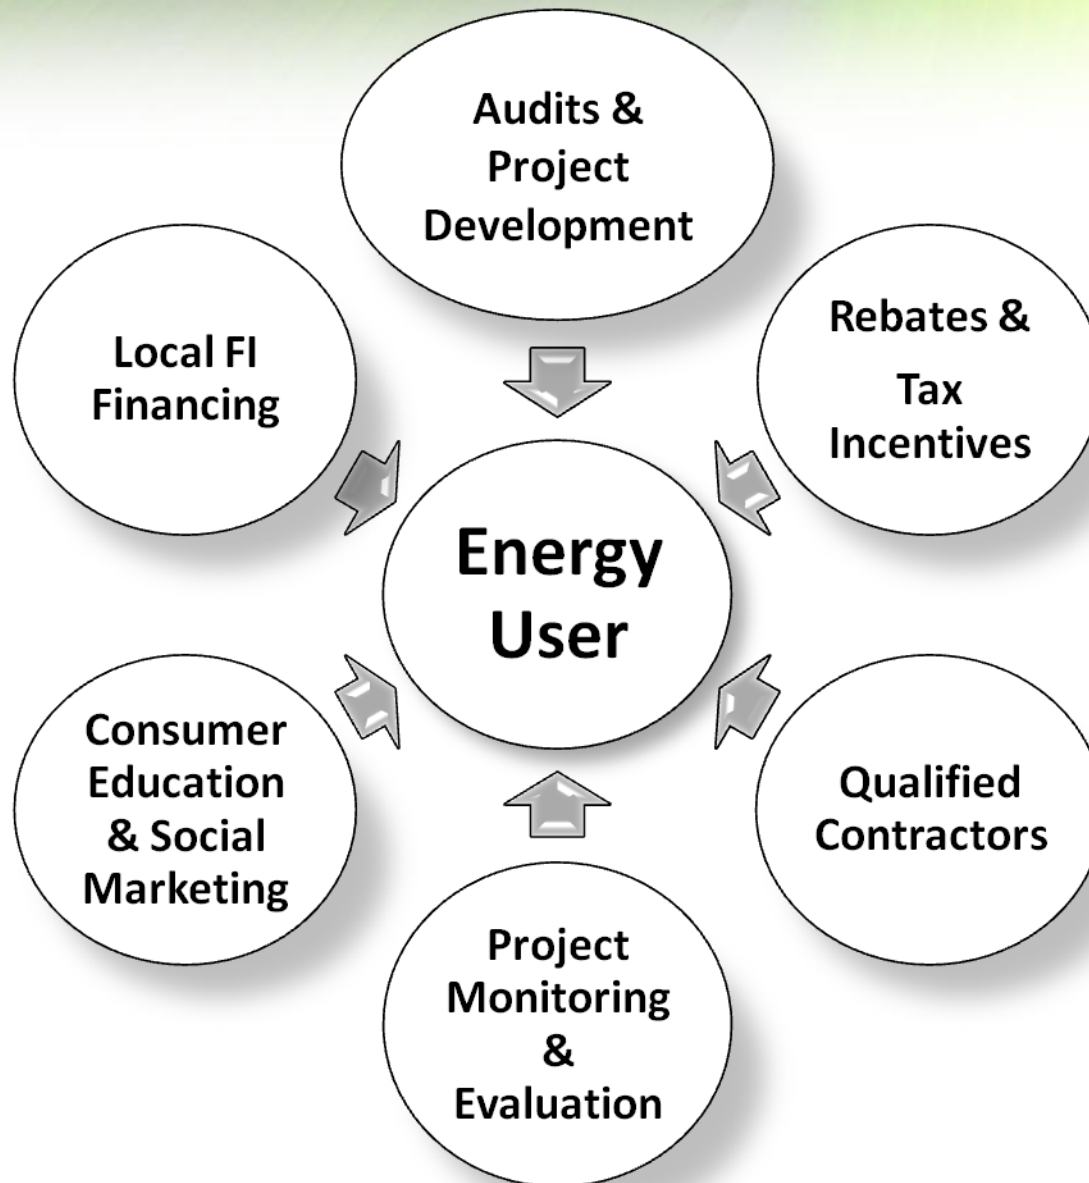 Audits &
Project
Development
Rebates &
Tax
Incentives
Local FI
Financing
Energy
User
Consumer
Education
& Social
Marketing
Qualified
Contractors
Project
Monitoring
&
Evaluation